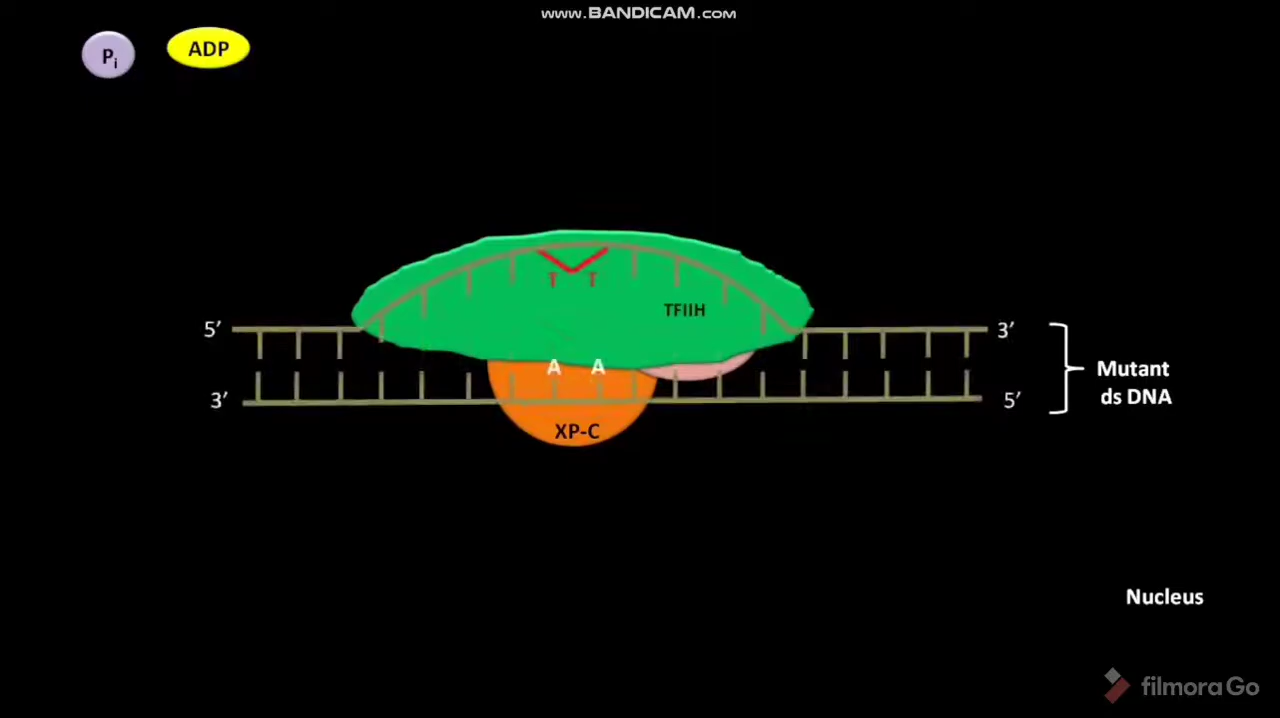 www.BANDICAM.com
Pi
ADP
T T
TFIIH
5′ 3′
A A
3′ 5′
XP-C
Mutant
ds DNA
Nucleus
filmoraGo